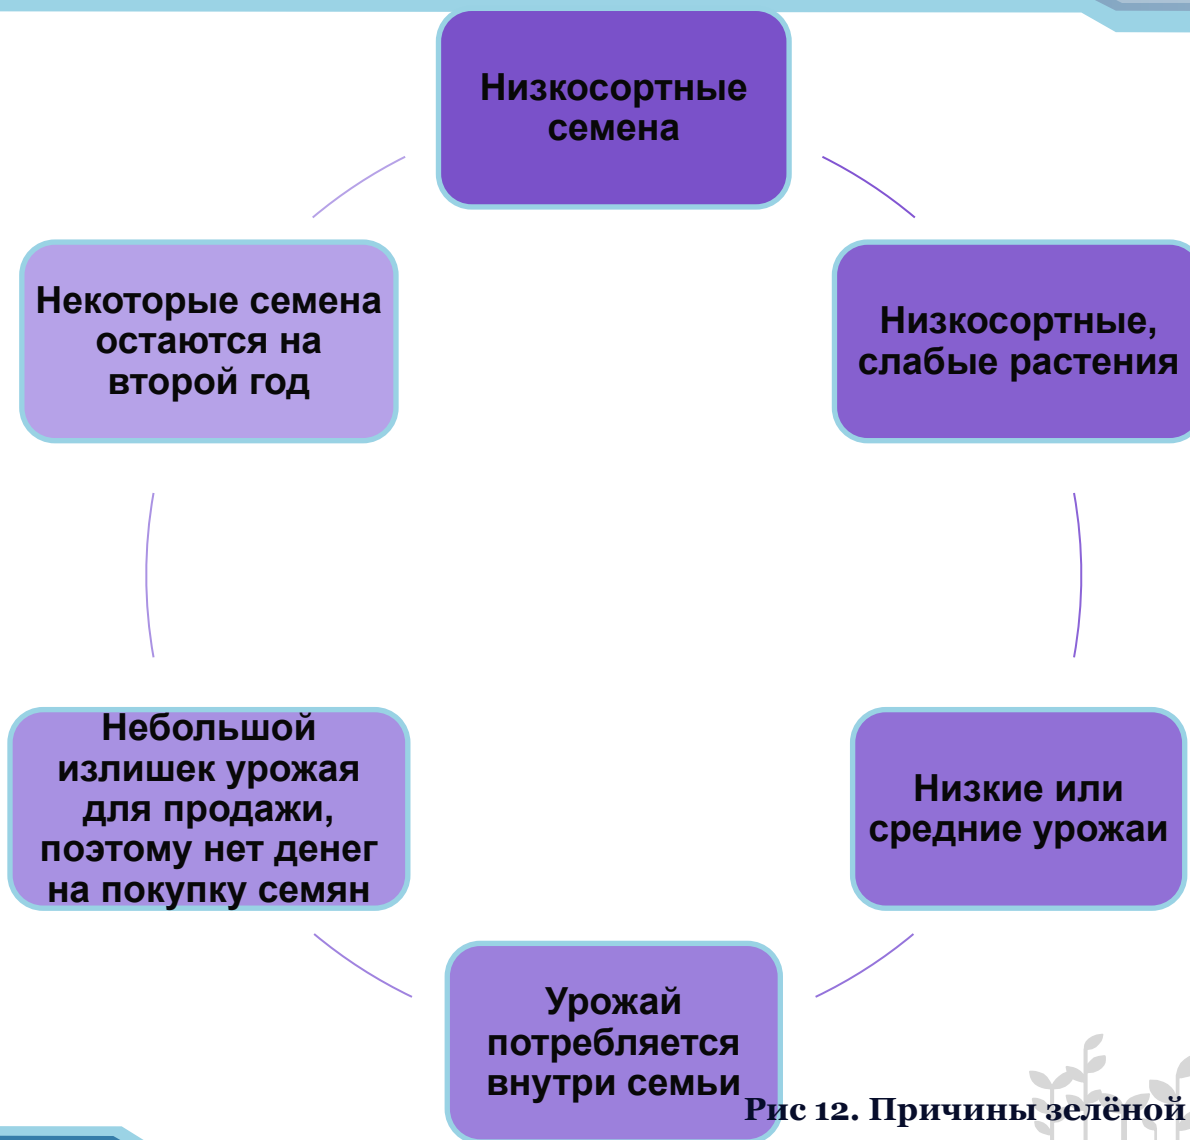 Низкосортные
семена
Низкосортные,
слабые растения
Низкие или
средние урожаи
Урожай
потребляется
внутри семьи
Небольшой
излишек урожая
для продажи,
поэтому нет денег
на покупку семян
Некоторые семена
остаются на
второй год
Рис 12. Причины зелёной